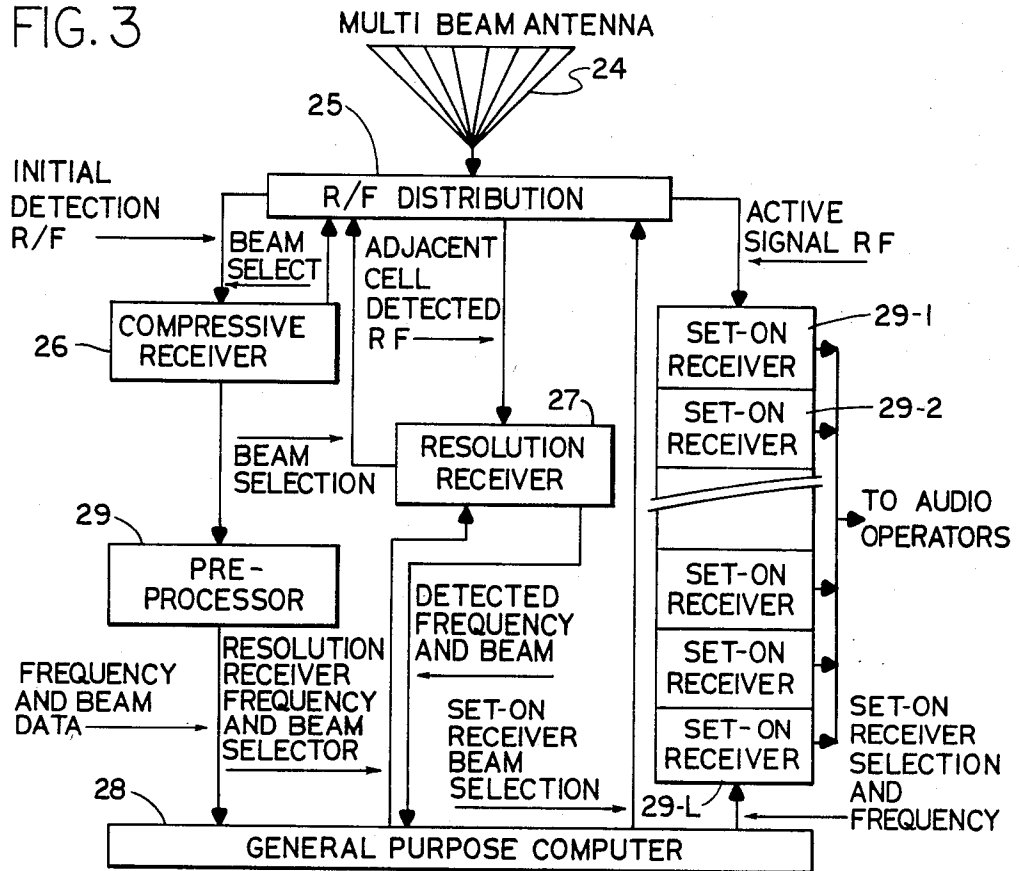 FIG. 3
MULTI BEAM ANTENNA
24
25
R/F DISTRIBUTION
INITIAL
DETECTION
R/F
BEAM
SELECT
ADJACENT
CELL
DETECTED
RF
ACTIVE
SIGNAL RF
COMPRESSIVE
RECEIVER
26
SET-ON
RECEIVER
29-1
SET-ON
RECEIVER
29-2
27
RESOLUTION
RECEIVER
BEAM
SELECTION
TO AUDIO
OPERATORS
29
PRE-
PROCESSOR
SET-ON
RECEIVER
SET-ON
RECEIVER
SET-ON
RECEIVER
29-L
DETECTED
FREQUENCY
AND BEAM
FREQUENCY
AND BEAM
DATA
RESOLUTION
RECEIVER
FREQUENCY
AND BEAM
SELECTOR
SET-ON
RECEIVER
BEAM
SELECTION
SET-ON
RECEIVER
SELECTION
AND
FREQUENCY
28
GENERAL PURPOSE COMPUTER